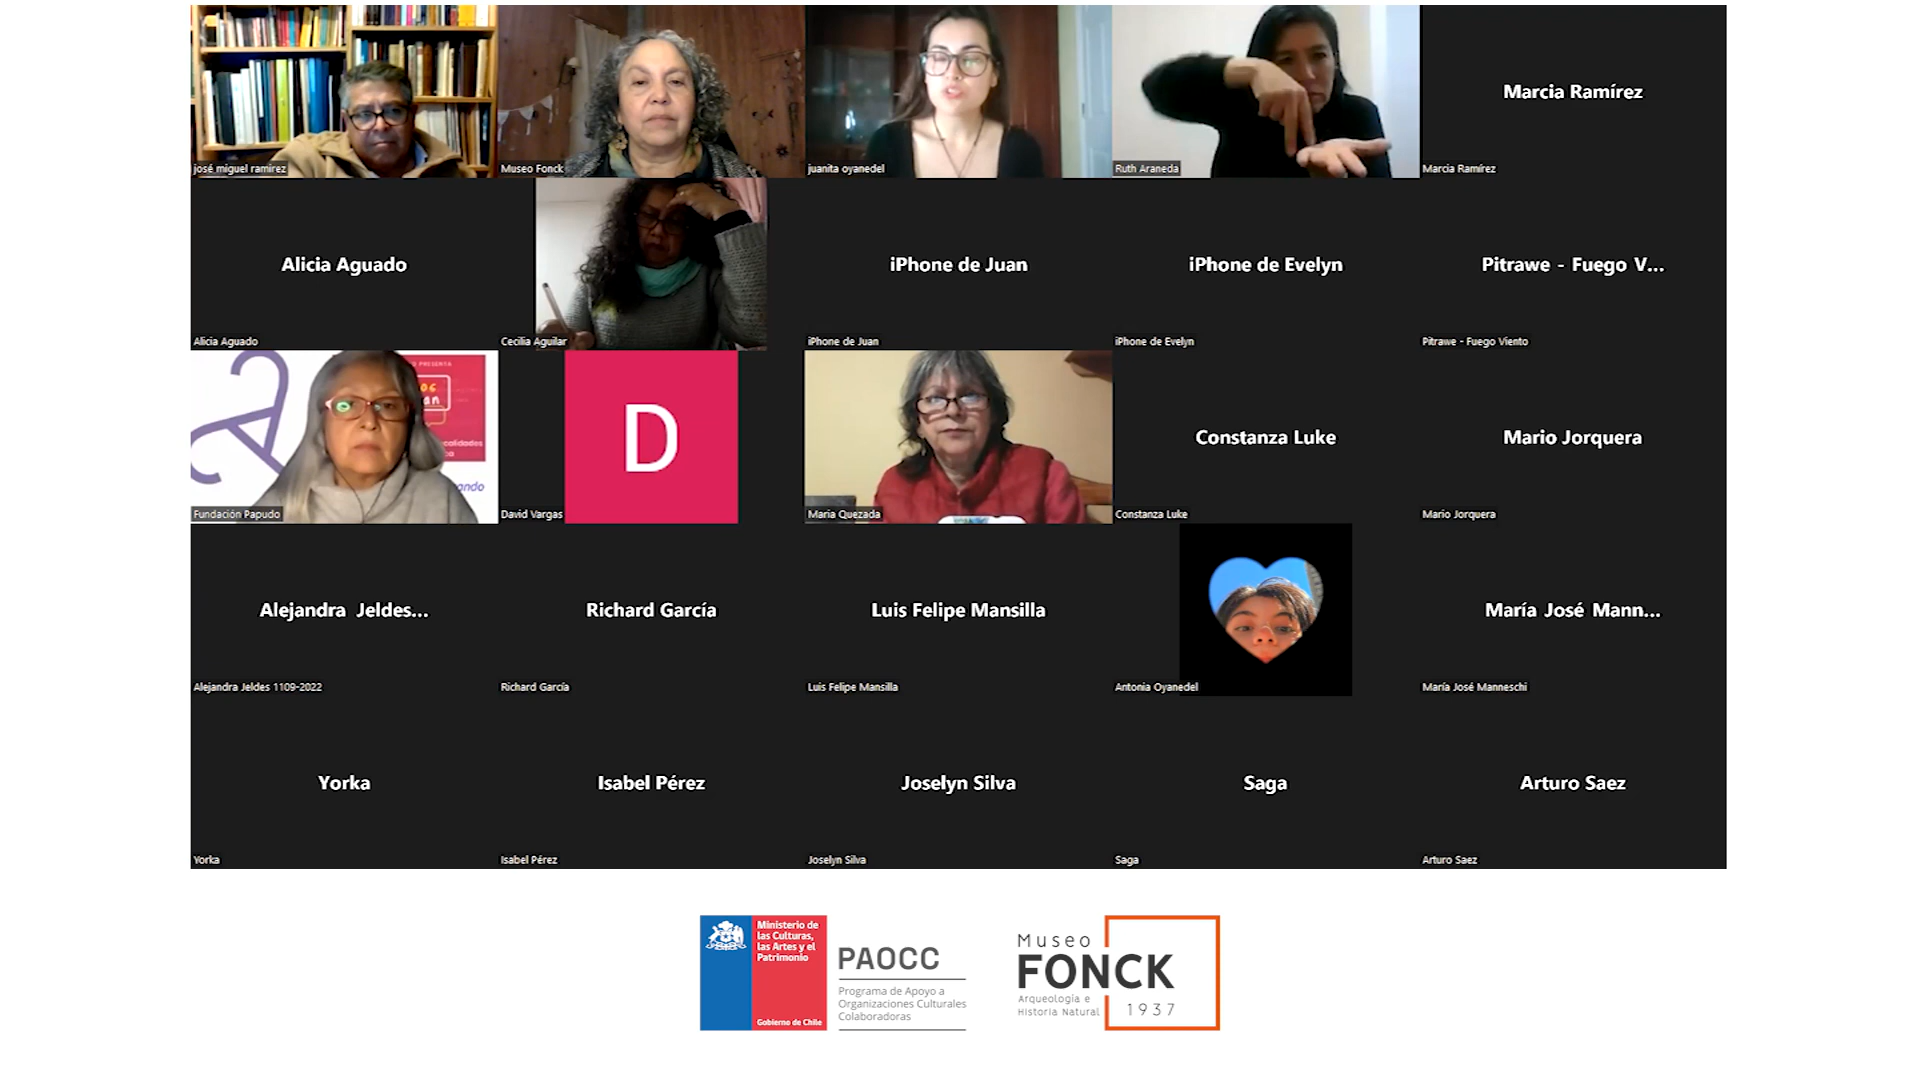 Marcia Ramírez
josé miguel ramirez
Museo Fonck
juanita oyanedel
Ruth Araneda
Marcia Ramírez
Alicia Aguado
iPhone de Juan
iPhone de Evelyn
Pitrawe - Fuego V...
Alicia Aguado
Cecilia Aguilar
iPhone de Juan
iPhone de Evelyn
Pitrawe - Fuego Viento
PRESENTA
os
an
calidades
ando
D
Constanza Luke
Mario Jorquera
Fundación Papudo
David Vargas
Maria Quezada
Constanza Luke
Mario Jorquera
Alejandra Jeldes...
Richard García
Luis Felipe Mansilla
María José Mann...
Alejandra Jeldes 1109-2022
Richard García
Luis Felipe Mansilla
Antonia Oyanedel
María José Manneschi
Yorka
Isabel Pérez
Joselyn Silva
Saga
Arturo Saez
Yorka
Isabel Pérez
Joselyn Silva
Saga
Arturo Saez
Ministerio de
las Culturas,
las Artes y el
Patrimonio
Gobierno de Chile
PAOCC
Programa de Apoyo a
Organizaciones Culturales
Colaboradoras
Museo
FONCK
Arqueología e
Historia Natural
1937